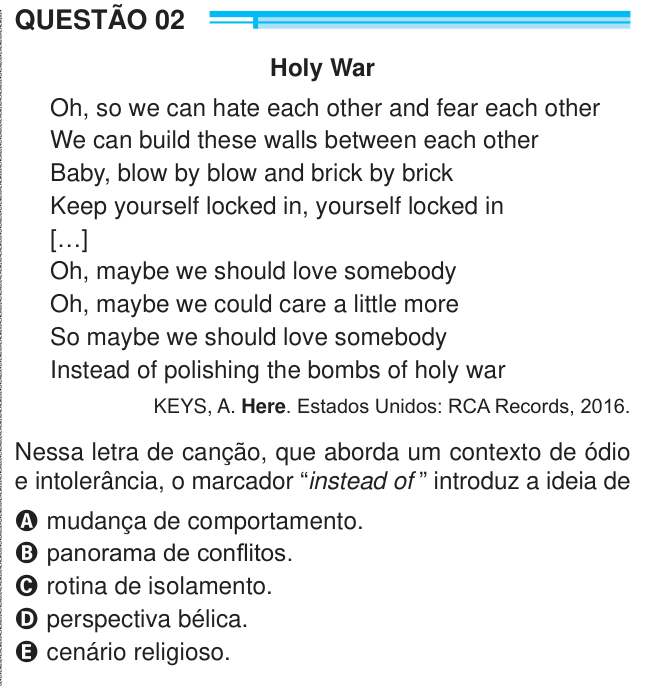 QUESTÃO 02
Holy War
Oh, so we can hate each other and fear each other
We can build these walls between each other
Baby, blow by blow and brick by brick
Keep yourself locked in, yourself locked in
[…]
Oh, maybe we should love somebody
Oh, maybe we could care a little more
So maybe we should love somebody
Instead of polishing the bombs of holy war
KEYS, A. Here. Estados Unidos: RCA Records, 2016.
Nessa letra de canção, que aborda um contexto de ódio
e intolerância, o marcador “instead of ” introduz a ideia de
A mudança de comportamento.
B panorama de conflitos.
C rotina de isolamento.
D perspectiva bélica.
E cenário religioso.